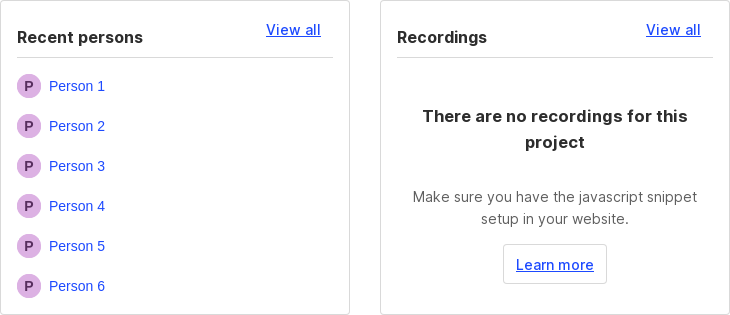 Recent persons
View all
P Person 1
P Person 2
P Person 3
P Person 4
P Person 5
P Person 6
Recordings
View all
There are no recordings for this
project
Make sure you have the javascript snippet
setup in your website.
Learn more